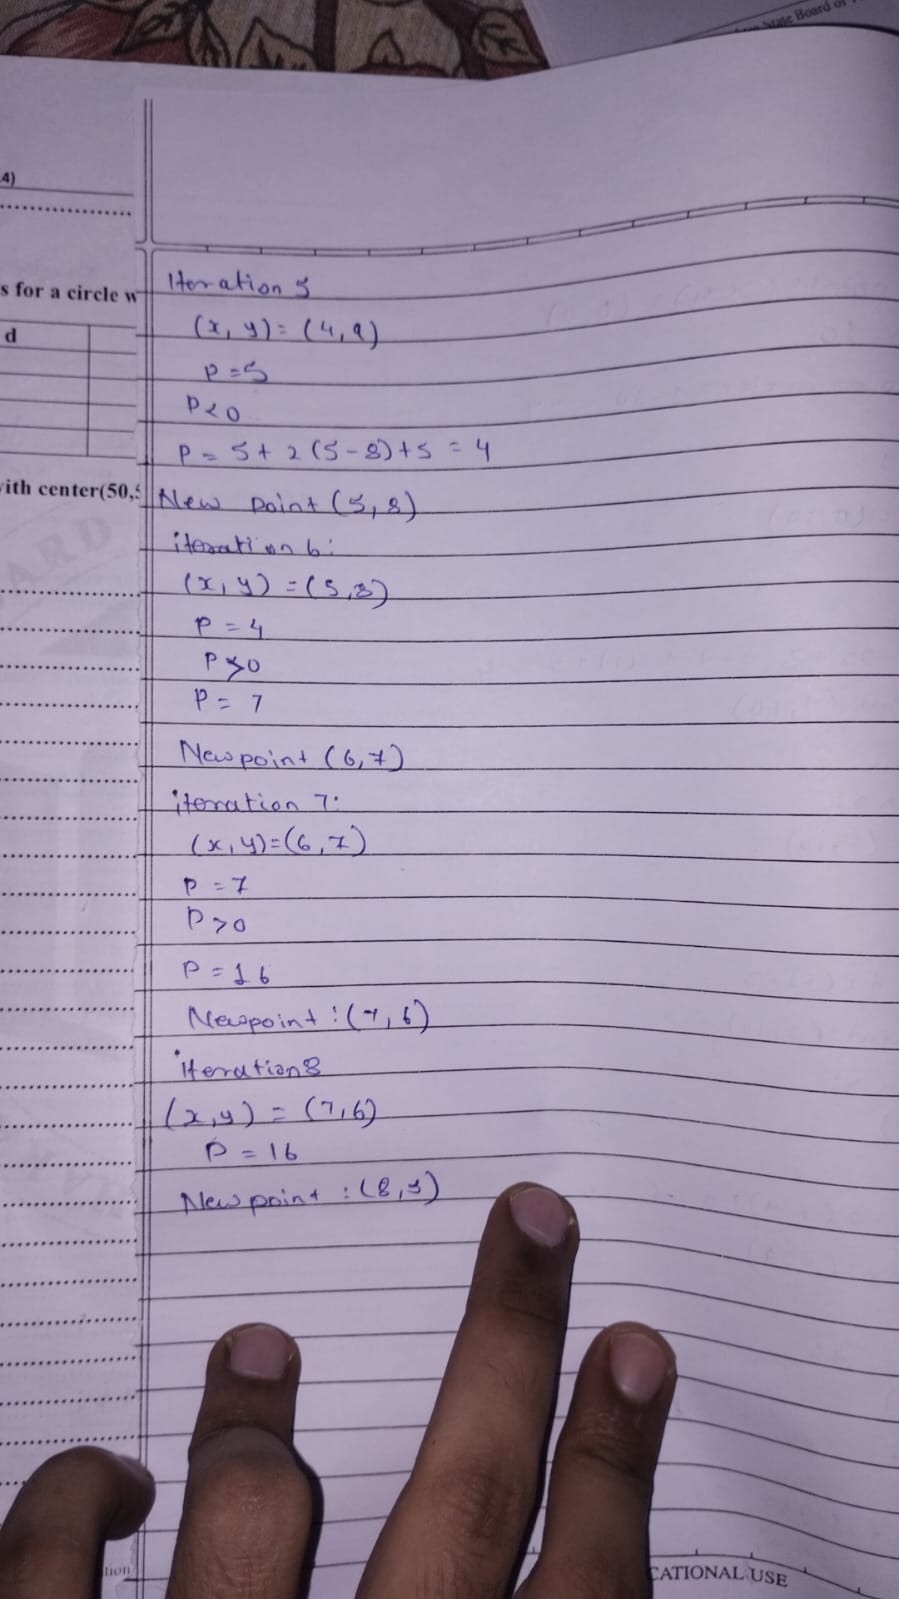 State Board of
4)
s for a circle w
d
ith center(50,5
Iteration 5
(x, y) = (4,9)
P = 5
P<0
P = 5 + 2 (5-8)+5 = 4
New point (5,8)
iteration 6:
(x, y) = (5,8)
P = 4
P>0
P = 7
New point (6,7)
iteration 7:
(x, y) = (6,7)
P = 7
P>0
P = 16
Newpoint : (7,6)
iteration 8
(x,y) = (7,6)
P = 16
New point : (8,5)
CATIONAL USE